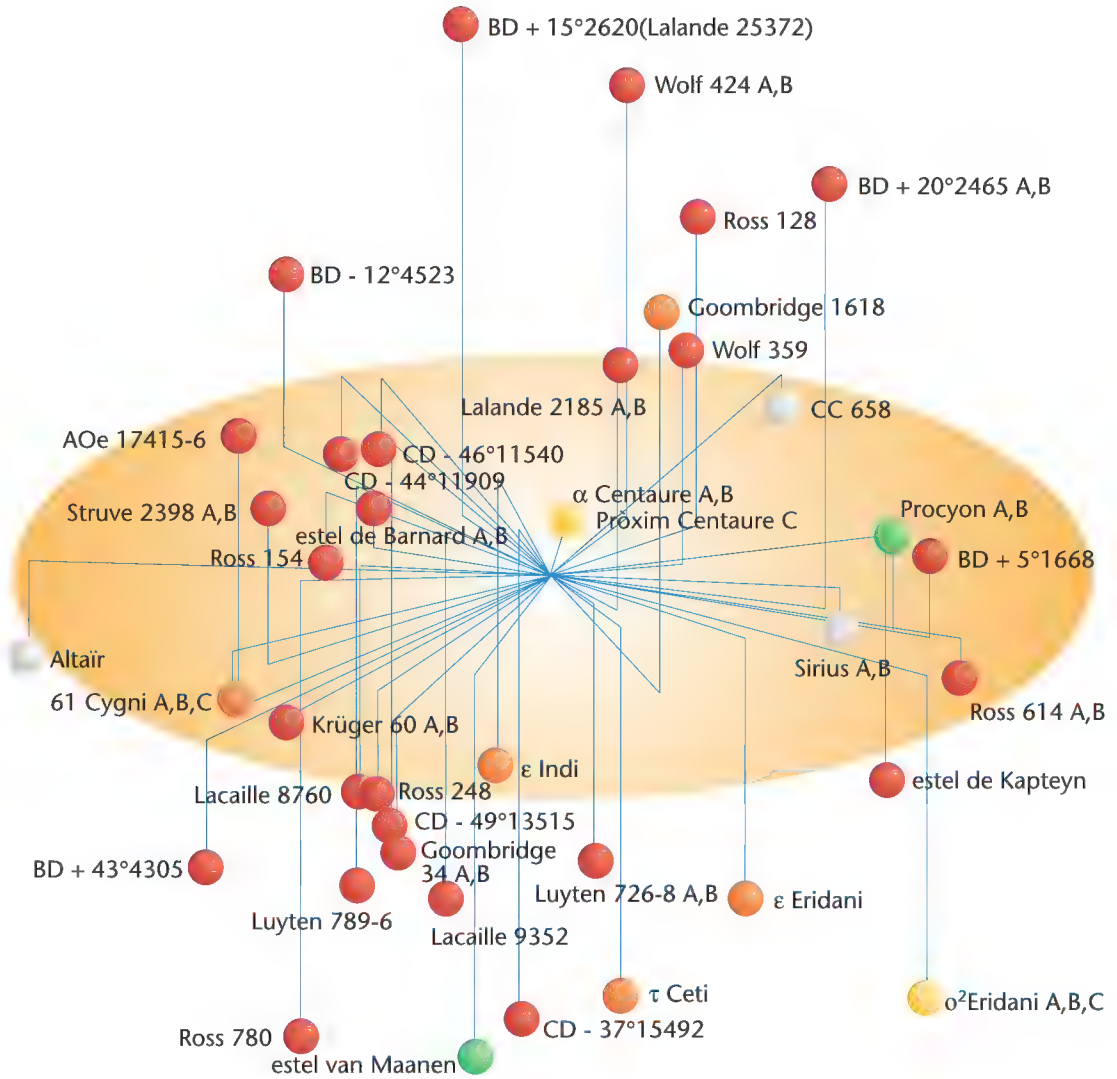 BD + 15°2620(Lalande 25372)
Wolf 424 A,B
BD + 20°2465 A,B
Ross 128
BD - 12°4523
Goombridge 1618
Wolf 359
Lalande 2185 A,B
CC 658
AOe 17415-6
CD - 46°11540
CD - 44°11909
α Centaure A,B
Pròxim Centaure C
Struve 2398 A,B
Procyon A,B
estel de Barnard A,B
Ross 154
BD + 5°1668
Altaïr
Sirius A,B
61 Cygni A,B,C
Ross 614 A,B
Krüger 60 A,B
ε Indi
estel de Kapteyn
Lacaille 8760
Ross 248
CD - 49°13515
Goombridge
34 A,B
BD + 43°4305
Luyten 726-8 A,B
ε Eridani
Luyten 789-6
Lacaille 9352
τ Ceti
o²Eridani A,B,C
CD - 37°15492
Ross 780
estel van Maanen